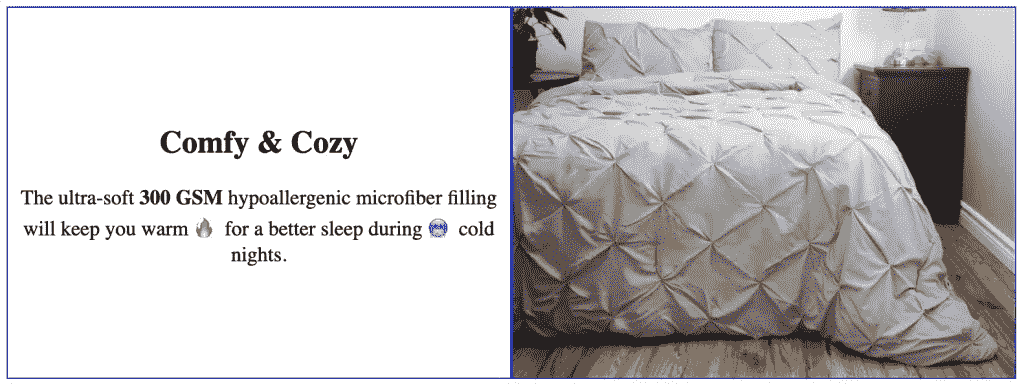 Comfy & Cozy
The ultra-soft 300 GSM hypoallergenic microfiber filling
will keep you warm 🔥 for a better sleep during 🥶 cold
nights.